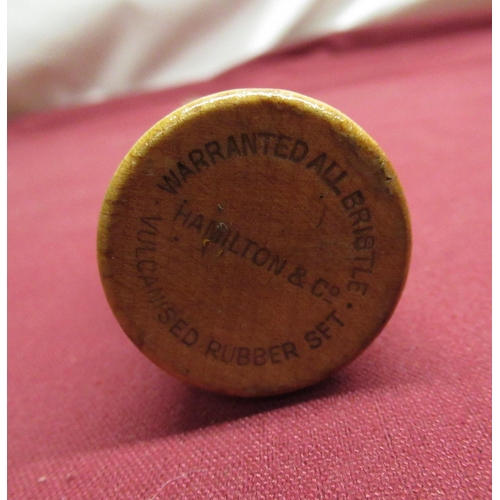 WARRANTED ALL BRISTLE ·
HAMILTON & Cº
· VULCANISED RUBBER SET